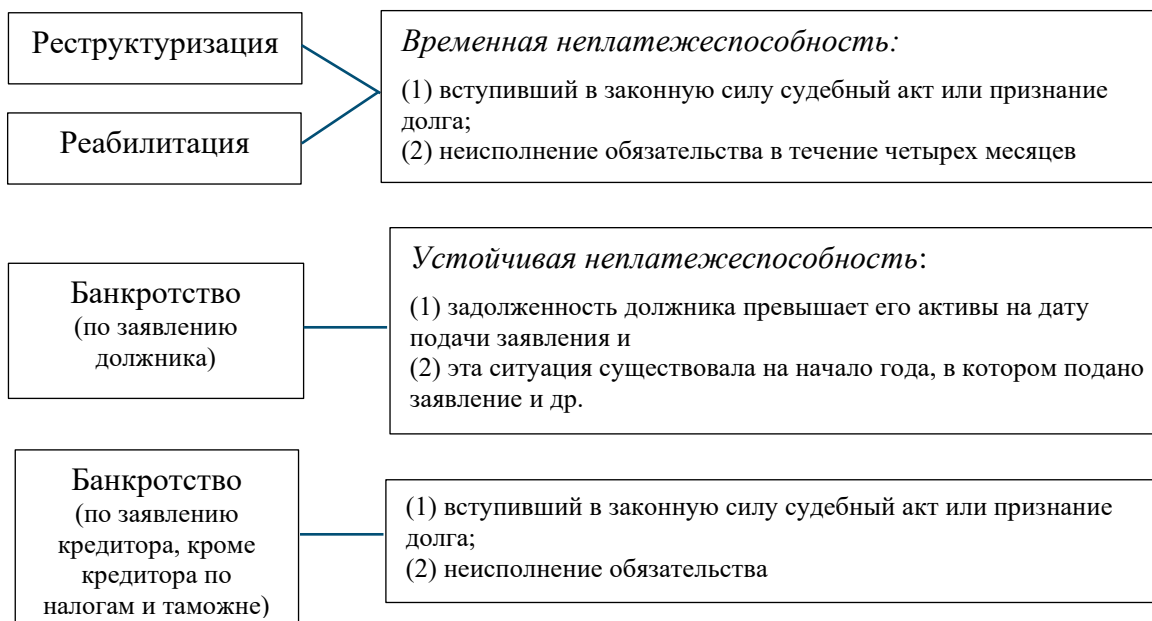 Реструктуризация
Реабилитация
Временная неплатежеспособность:
(1) вступивший в законную силу судебный акт или признание
долга;
(2) неисполнение обязательства в течение четырех месяцев
Банкротство
(по заявлению
должника)
Устойчивая неплатежеспособность:
(1) задолженность должника превышает его активы на дату
подачи заявления и
(2) эта ситуация существовала на начало года, в котором подано
заявление и др.
Банкротство
(по заявлению
кредитора, кроме
кредитора по
налогам и таможне)
(1) вступивший в законную силу судебный акт или признание
долга;
(2) неисполнение обязательства